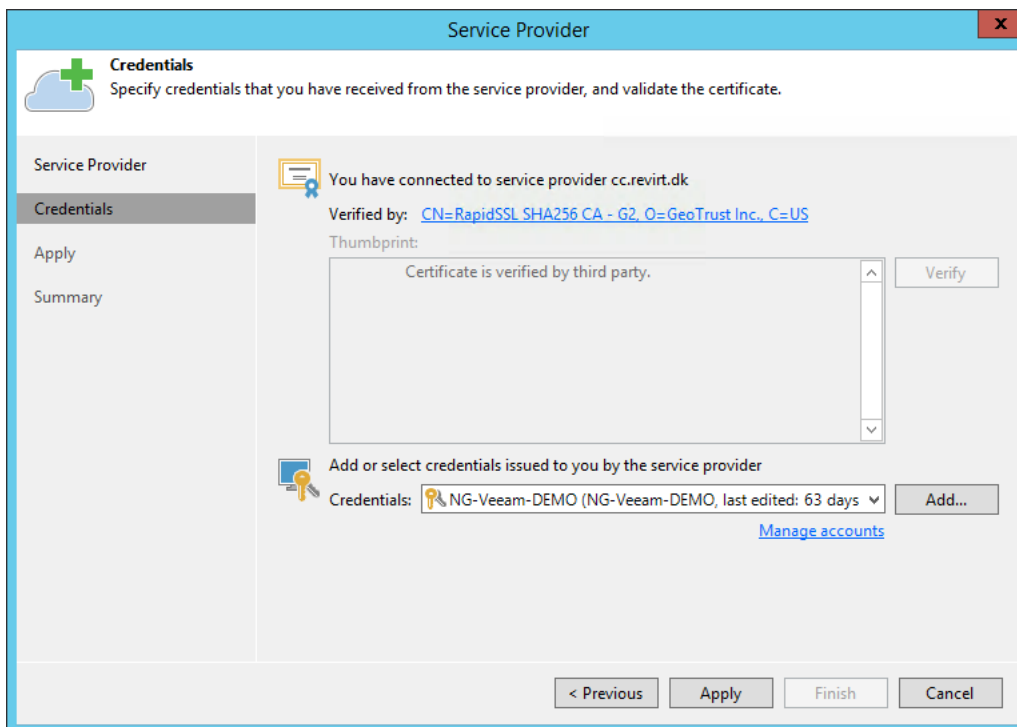 Service Provider
x
Credentials
Specify credentials that you have received from the service provider, and validate the certificate.
Service Provider
Credentials
Apply
Summary
You have connected to service provider cc.revirt.dk
Verified by: CN=RapidSSL SHA256 CA - G2, O=GeoTrust Inc., C=US
Thumbprint:
Certificate is verified by third party.
Verify
Add or select credentials issued to you by the service provider
Credentials: NG-Veeam-DEMO (NG-Veeam-DEMO, last edited: 63 days
Add...
Manage accounts
< Previous
Apply
Finish
Cancel